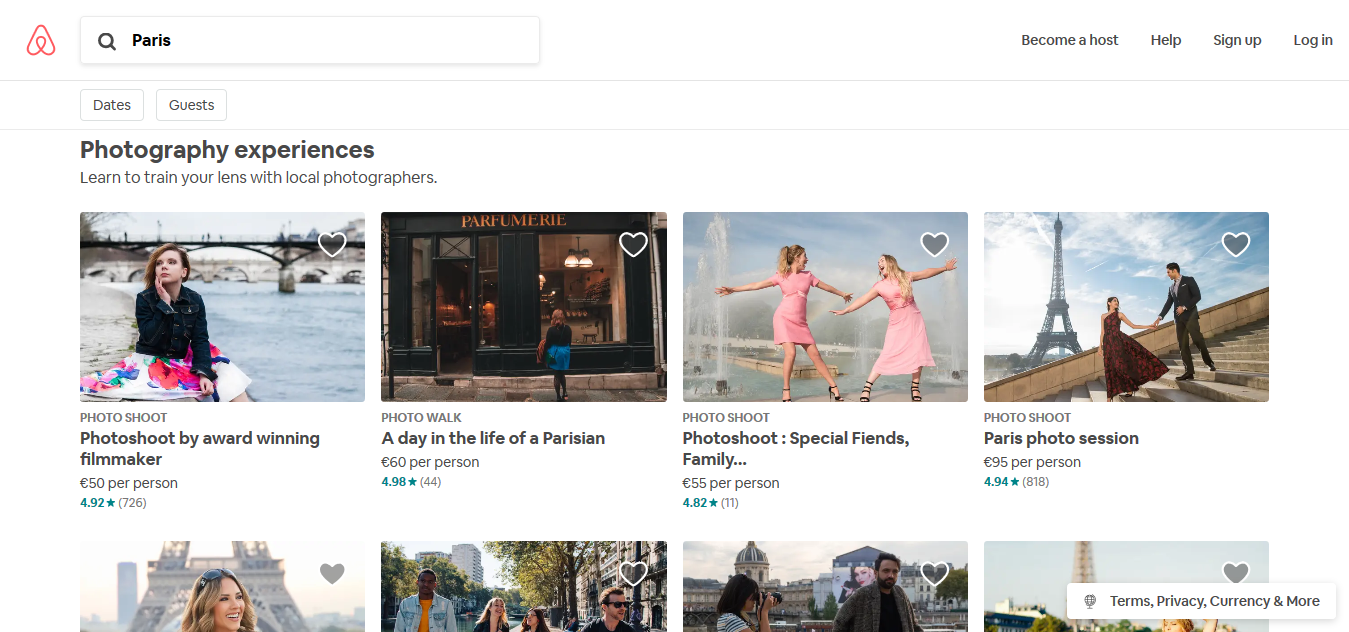 Paris
Become a host
Help
Sign up
Log in
Dates
Guests
Photography experiences
Learn to train your lens with local photographers.
PARFUMERIE
PHOTO SHOOT
Photoshoot by award winning
filmmaker
€50 per person
4.92★ (726)
PHOTO WALK
A day in the life of a Parisian
€60 per person
4.98★ (44)
PHOTO SHOOT
Photoshoot : Special Fiends,
Family...
€55 per person
4.82★ (11)
PHOTO SHOOT
Paris photo session
€95 per person
4.94★ (818)
Terms, Privacy, Currency & More